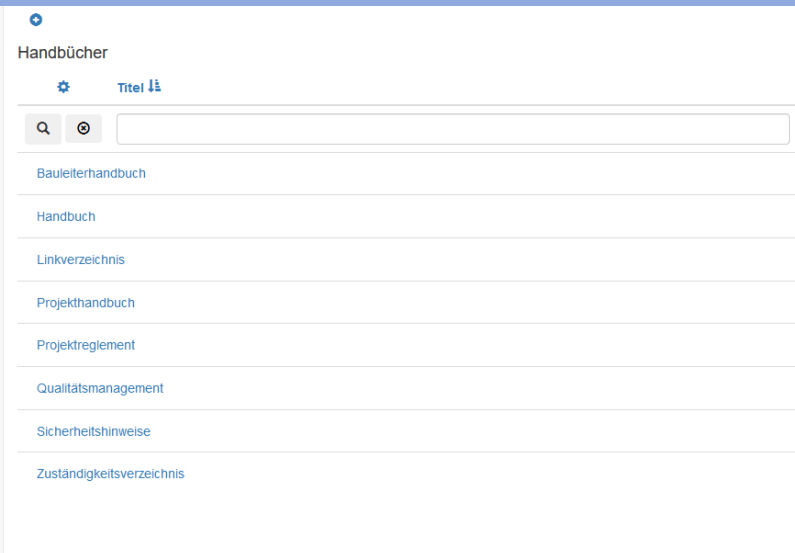 Handbücher
Titel
Bauleiterhandbuch
Handbuch
Linkverzeichnis
Projekthandbuch
Projektreglement
Qualitätsmanagement
Sicherheitshinweise
Zuständigkeitsverzeichnis